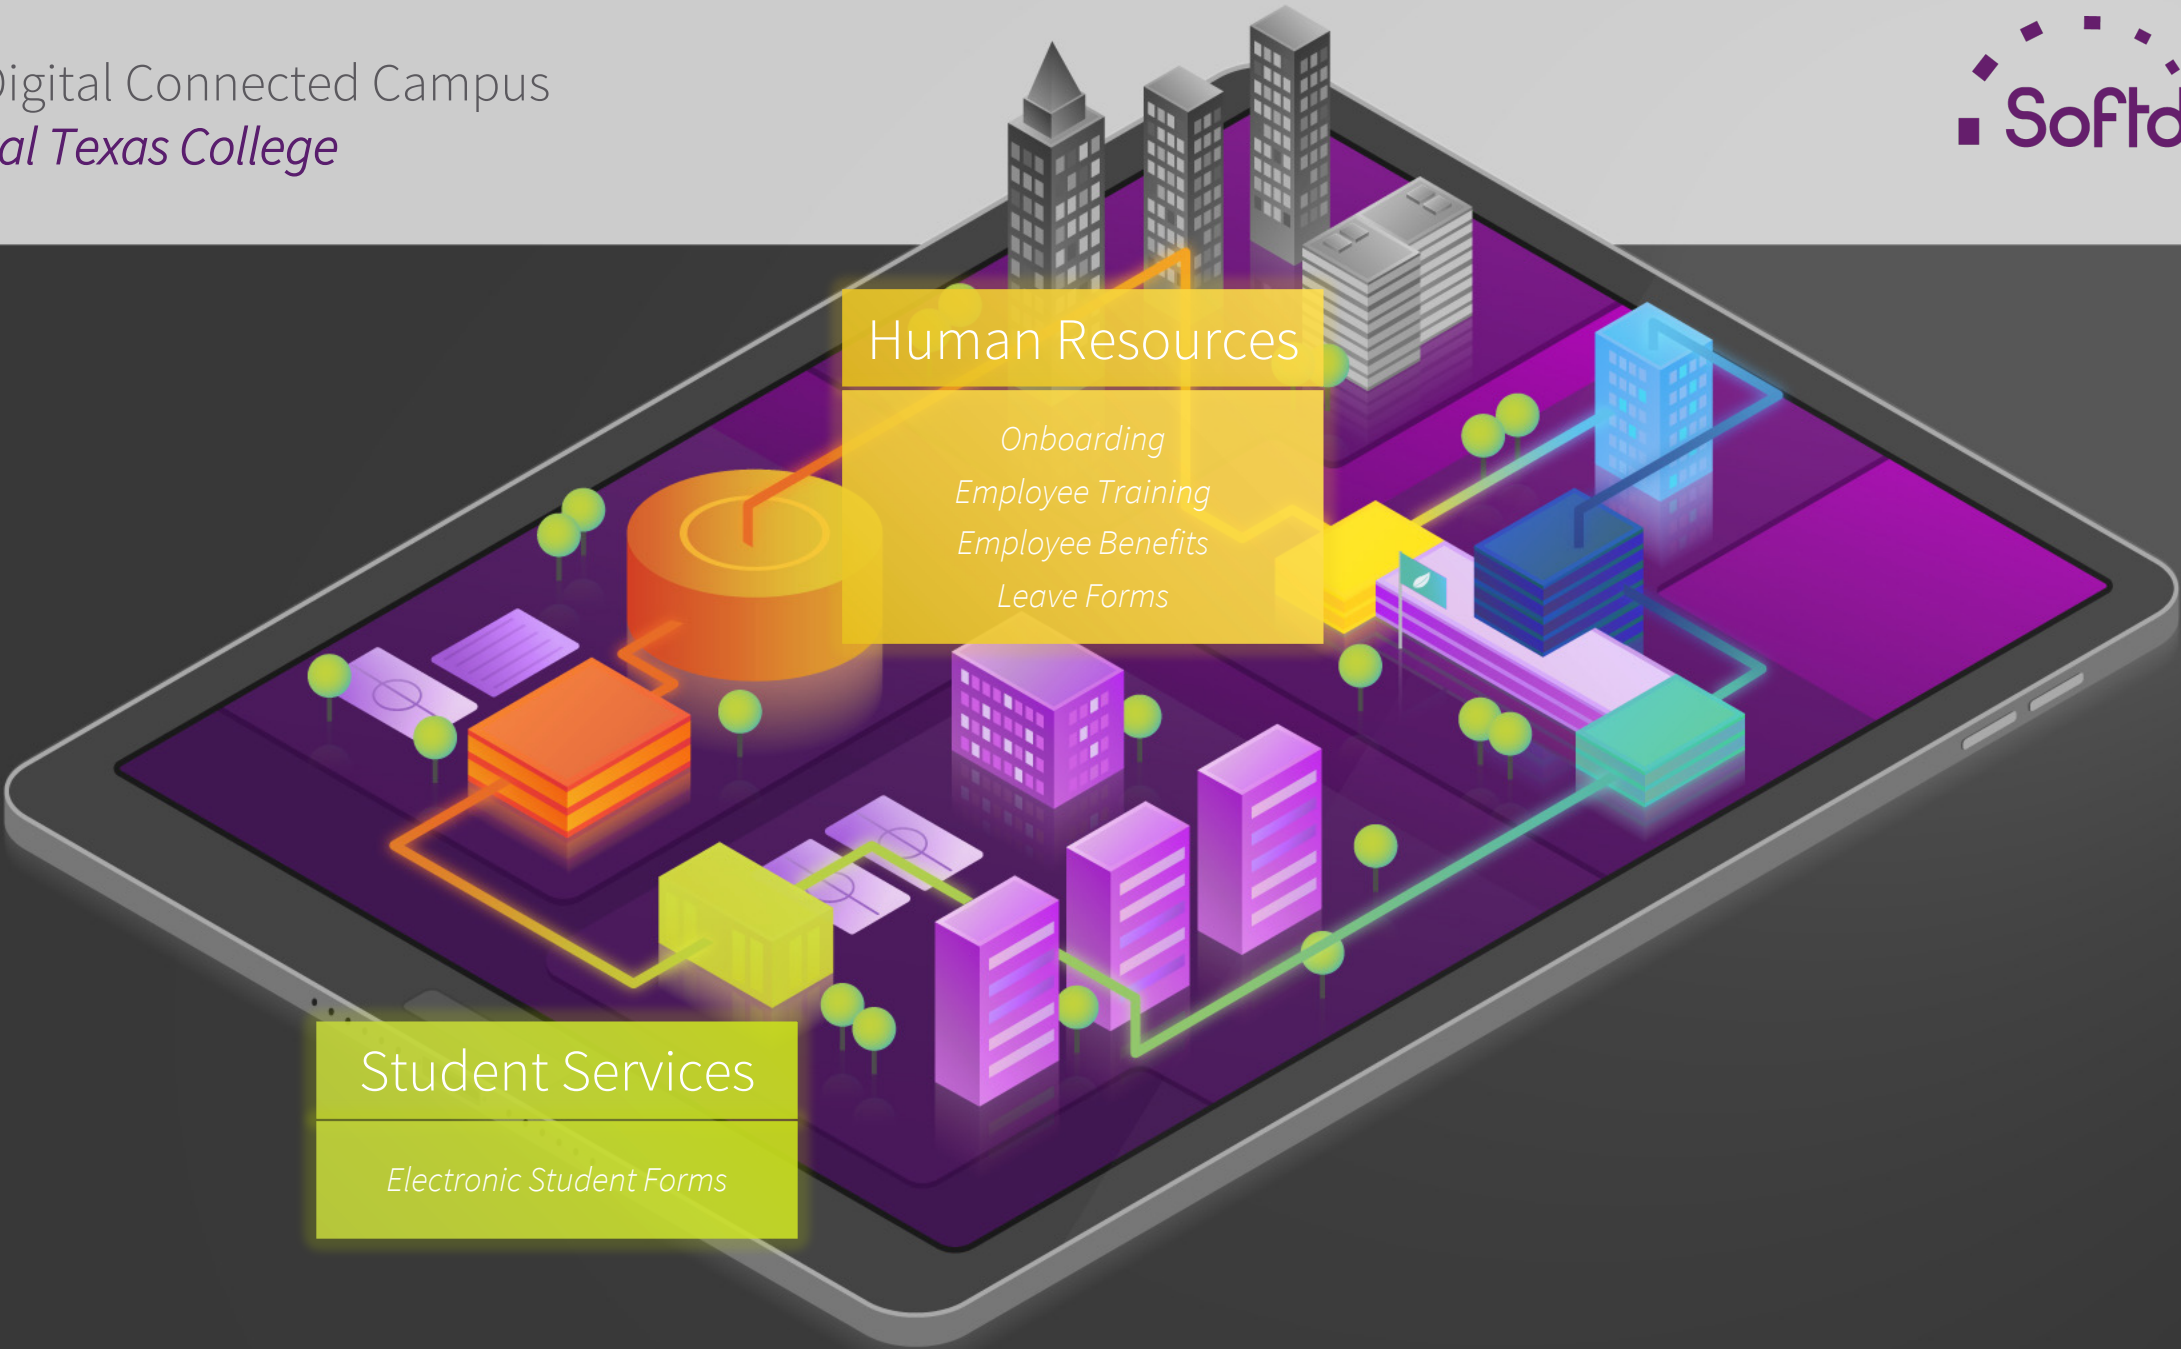 Digital Connected Campus
al Texas College
Softd
Human Resources
Onboarding
Employee Training
Employee Benefits
Leave Forms
Student Services
Electronic Student Forms